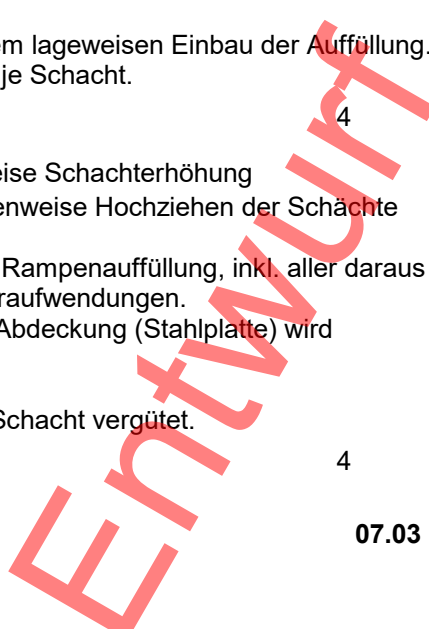 em lageweisen Einbau der Auffüllung.
je Schacht.
4
eise Schachterhöhung
enweise Hochziehen der Schächte
Rampenauffüllung, inkl. aller daraus
raufwendungen.
Abdeckung (Stahlplatte) wird
Schacht vergütet.
4
07.03
Entwurf